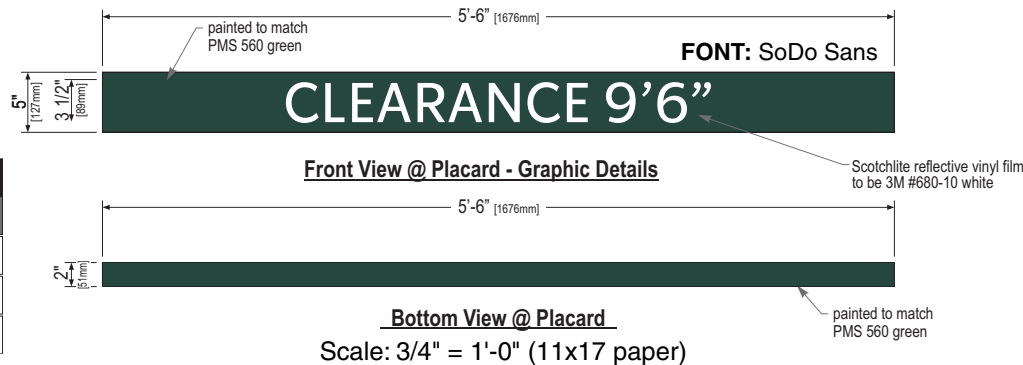 5'-6" [1676mm]
painted to match
PMS 560 green
FONT: SoDo Sans
5"
[127mm]
3 1/2"
[89mm]
CLEARANCE 9’6”
Scotchlite reflective vinyl film
to be 3M #680-10 white
Front View @ Placard - Graphic Details
5'-6" [1676mm]
2"
[51mm]
painted to match
PMS 560 green
Bottom View @ Placard
Scale: 3/4" = 1'-0" (11x17 paper)